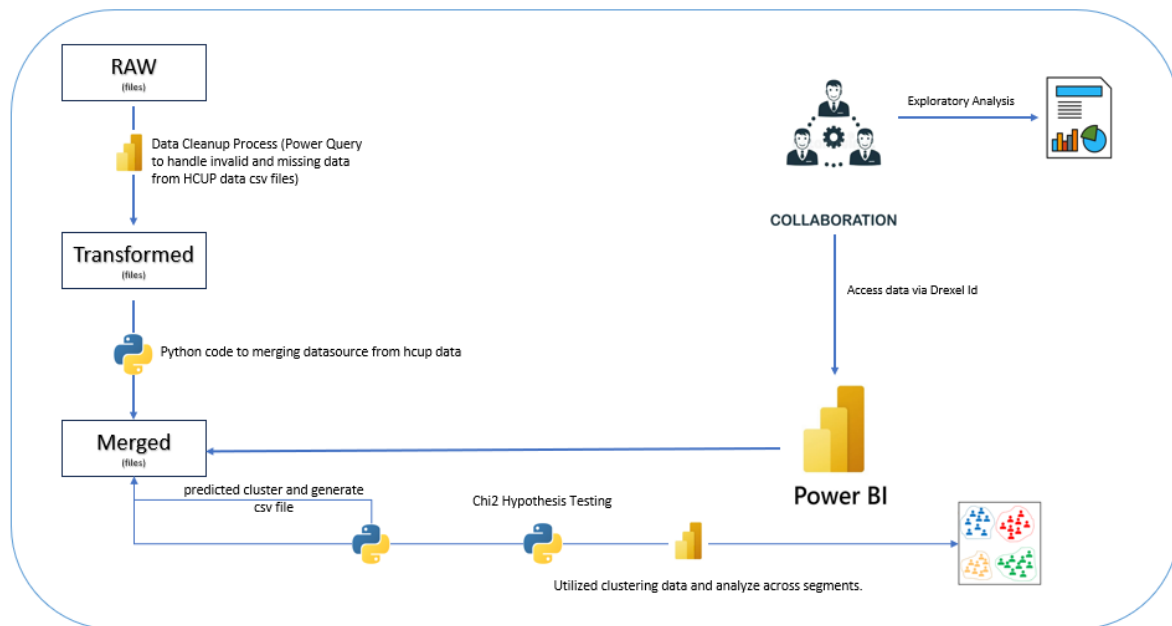 RAW
(files)
Data Cleanup Process (Power Query
to handle invalid and missing data
from HCUP data csv files)
Transformed
(files)
Python code to merging datasource from hcup data
Merged
(files)
predicted cluster and generate
csv file
Chi2 Hypothesis Testing
Utilized clustering data and analyze across segments.
Exploratory Analysis
COLLABORATION
Access data via Drexel Id
Power BI